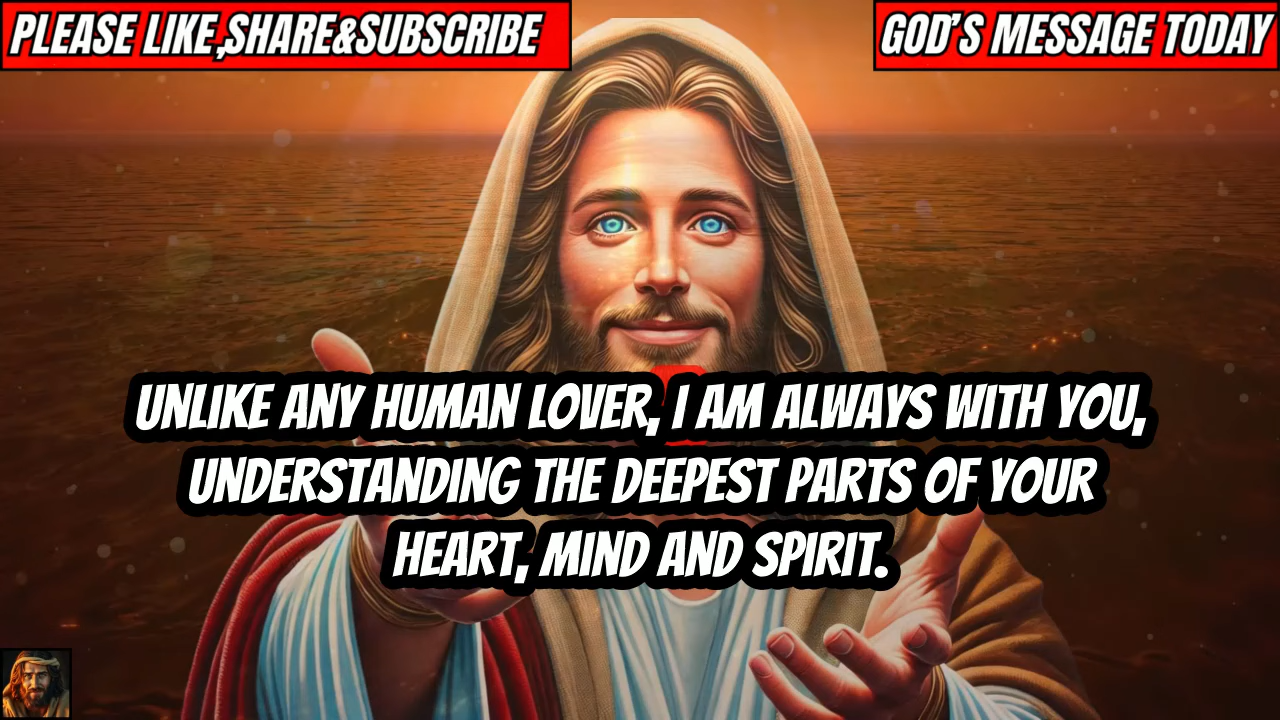 PLEASE LIKE,SHARE&SUBSCRIBE
GOD'S MESSAGE TODAY
UNLIKE ANY HUMAN LOVER, I AM ALWAYS WITH YOU,
UNDERSTANDING THE DEEPEST PARTS OF YOUR
HEART, MIND AND SPIRIT.